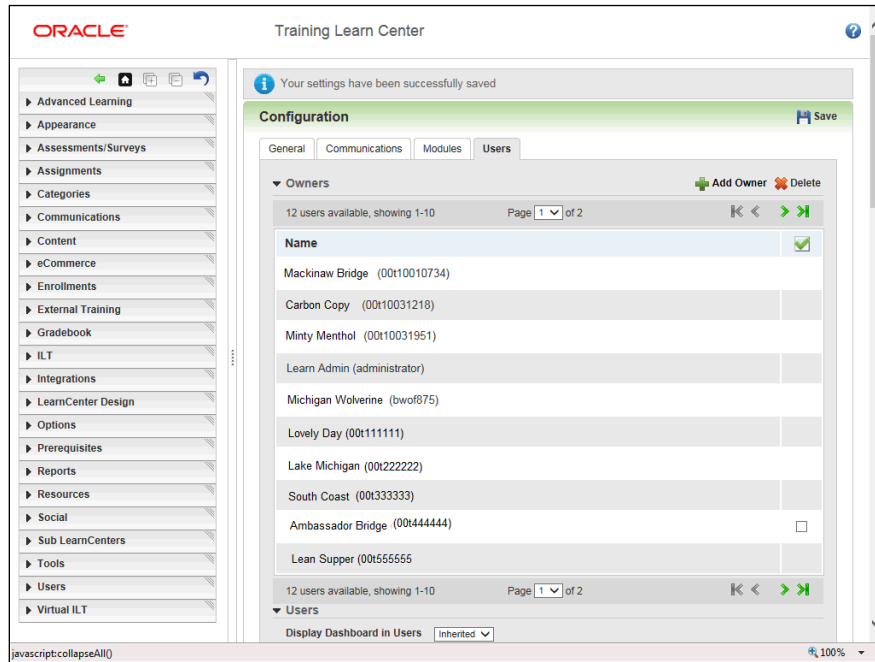 ORACLE
Training Learn Center
Advanced Learning
Appearance
Assessments/Surveys
Assignments
Categories
Communications
Content
eCommerce
Enrollments
External Training
Gradebook
ILT
Integrations
LearnCenter Design
Options
Prerequisites
Reports
Resources
Social
Sub LearnCenters
Tools
Users
Virtual ILT
Your settings have been successfully saved
Configuration
Save
General Communications Modules Users
Owners
Add Owner Delete
12 users available, showing 1-10 Page 1 of 2
Name
Mackinaw Bridge (00t10010734)
Carbon Copy (00t10031218)
Minty Menthol (00t10031951)
Learn Admin (administrator)
Michigan Wolverine (bwof875)
Lovely Day (00t111111)
Lake Michigan (00t222222)
South Coast (00t333333)
Ambassador Bridge (00t444444)
Lean Supper (00t555555
12 users available, showing 1-10 Page 1 of 2
Users
Display Dashboard in Users Inherited
javascript:collapseAll()
100%